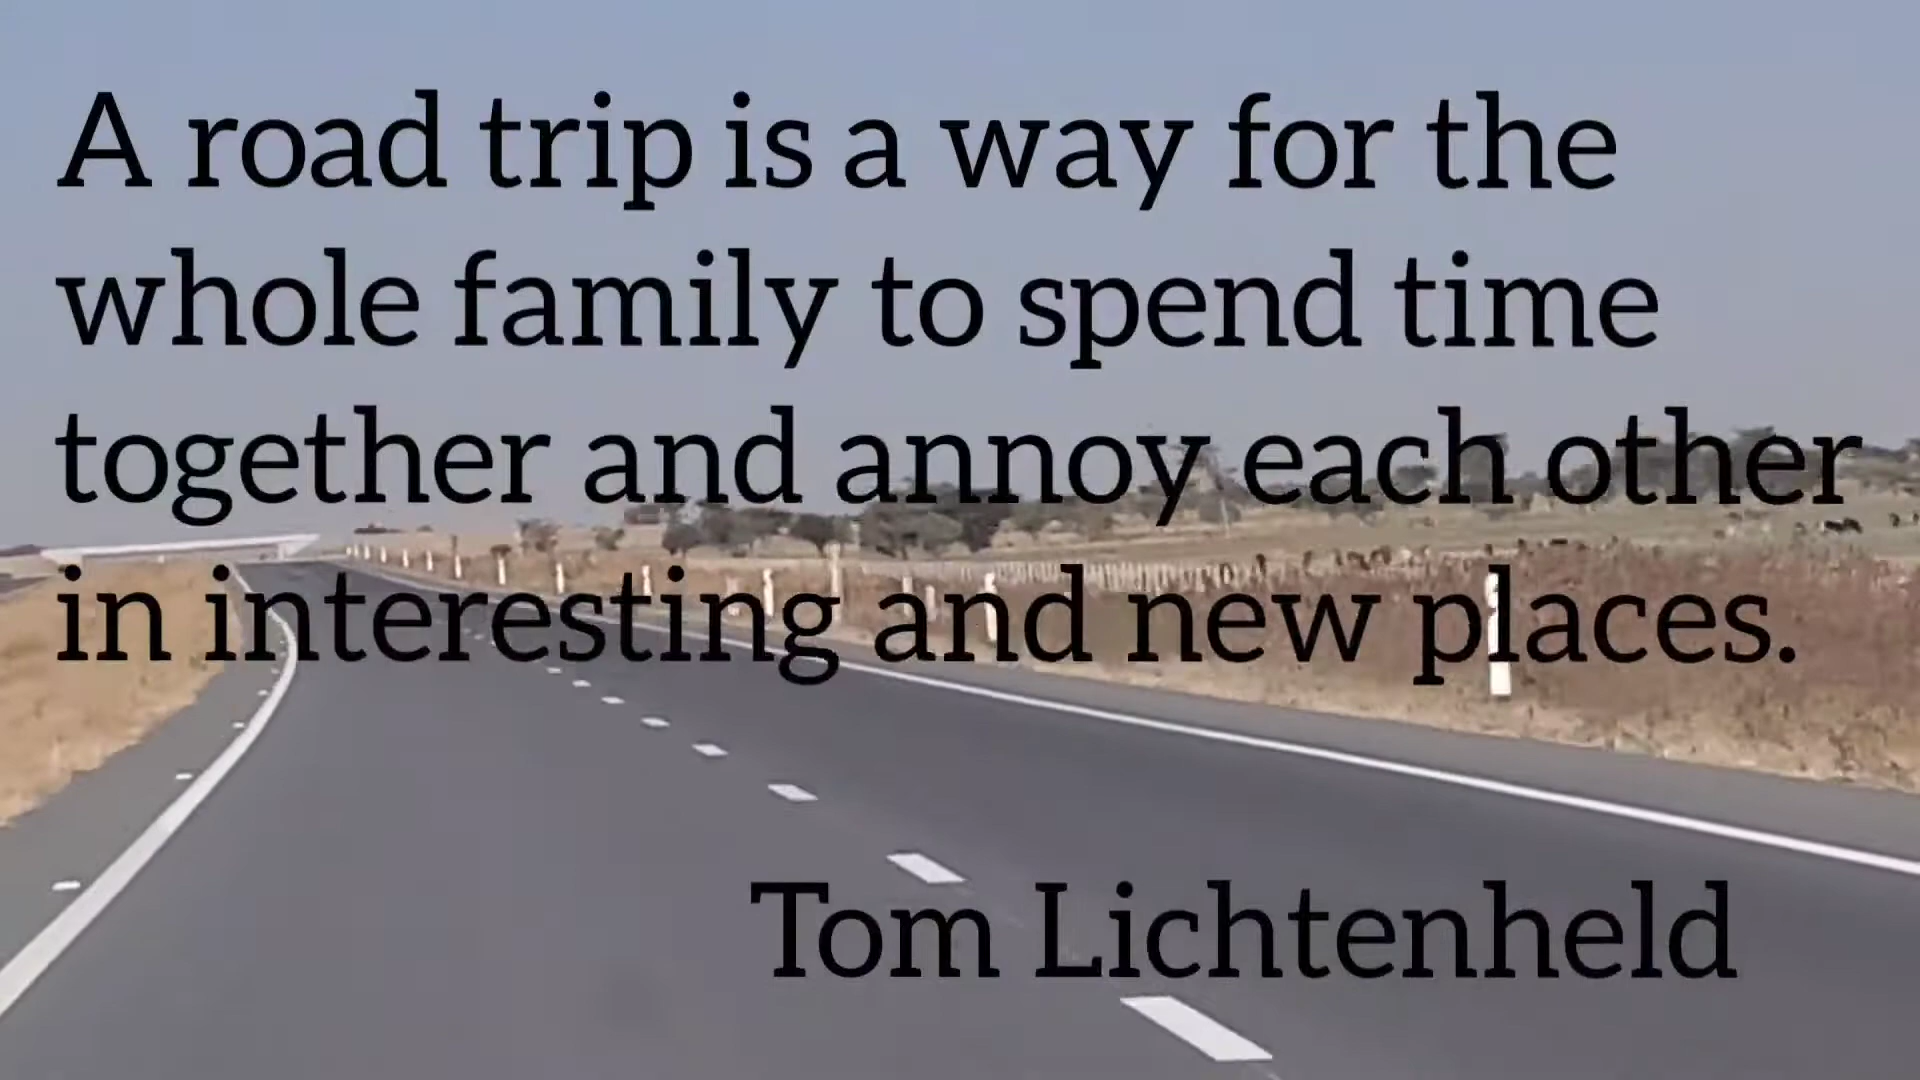 A road trip is a way for the
whole family to spend time
together and annoy each other
in interesting and new places.
Tom Lichtenheld